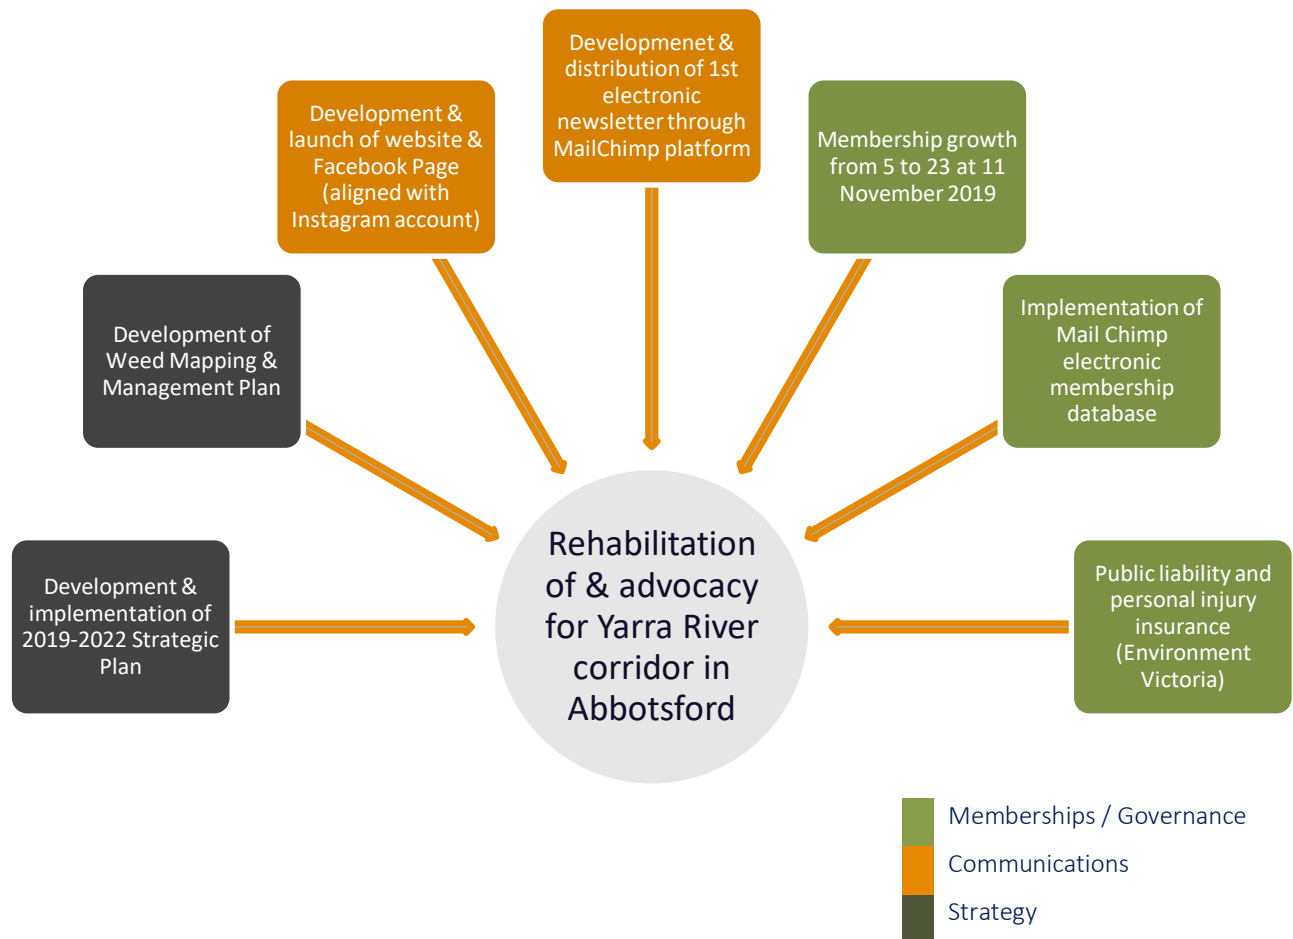 Developmenet &
distribution of 1st
electronic
newsletter through
MailChimp platform
Development &
launch of website &
Facebook Page
(aligned with
Instagram account)
Membership growth
from 5 to 23 at 11
November 2019
Development of
Weed Mapping &
Management Plan
Implementation of
Mail Chimp
electronic
membership
database
Development &
implementation of
2019-2022 Strategic
Plan
Rehabilitation
of & advocacy
for Yarra River
corridor in
Abbotsford
Public liability and
personal injury
insurance
(Environment
Victoria)
Memberships / Governance
Communications
Strategy